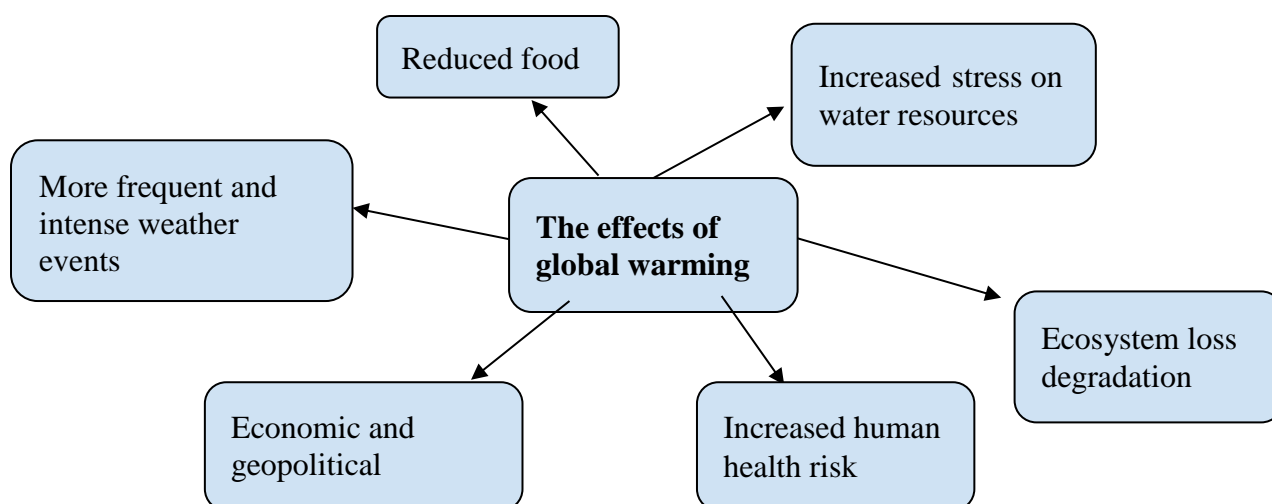 Reduced food
Increased stress on
water resources
More frequent and
intense weather
events
The effects of
global warming
Ecosystem loss
degradation
Economic and
geopolitical
Increased human
health risk